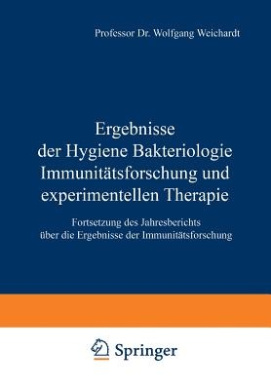 Professor Dr. Wolfgang Weichardt
Ergebnisse
der Hygiene Bakteriologie
Immunitätsforschung und
experimentellen Therapie
Fortsetzung des Jahresberichts
über die Ergebnisse der Immunitätsforschung
Springer